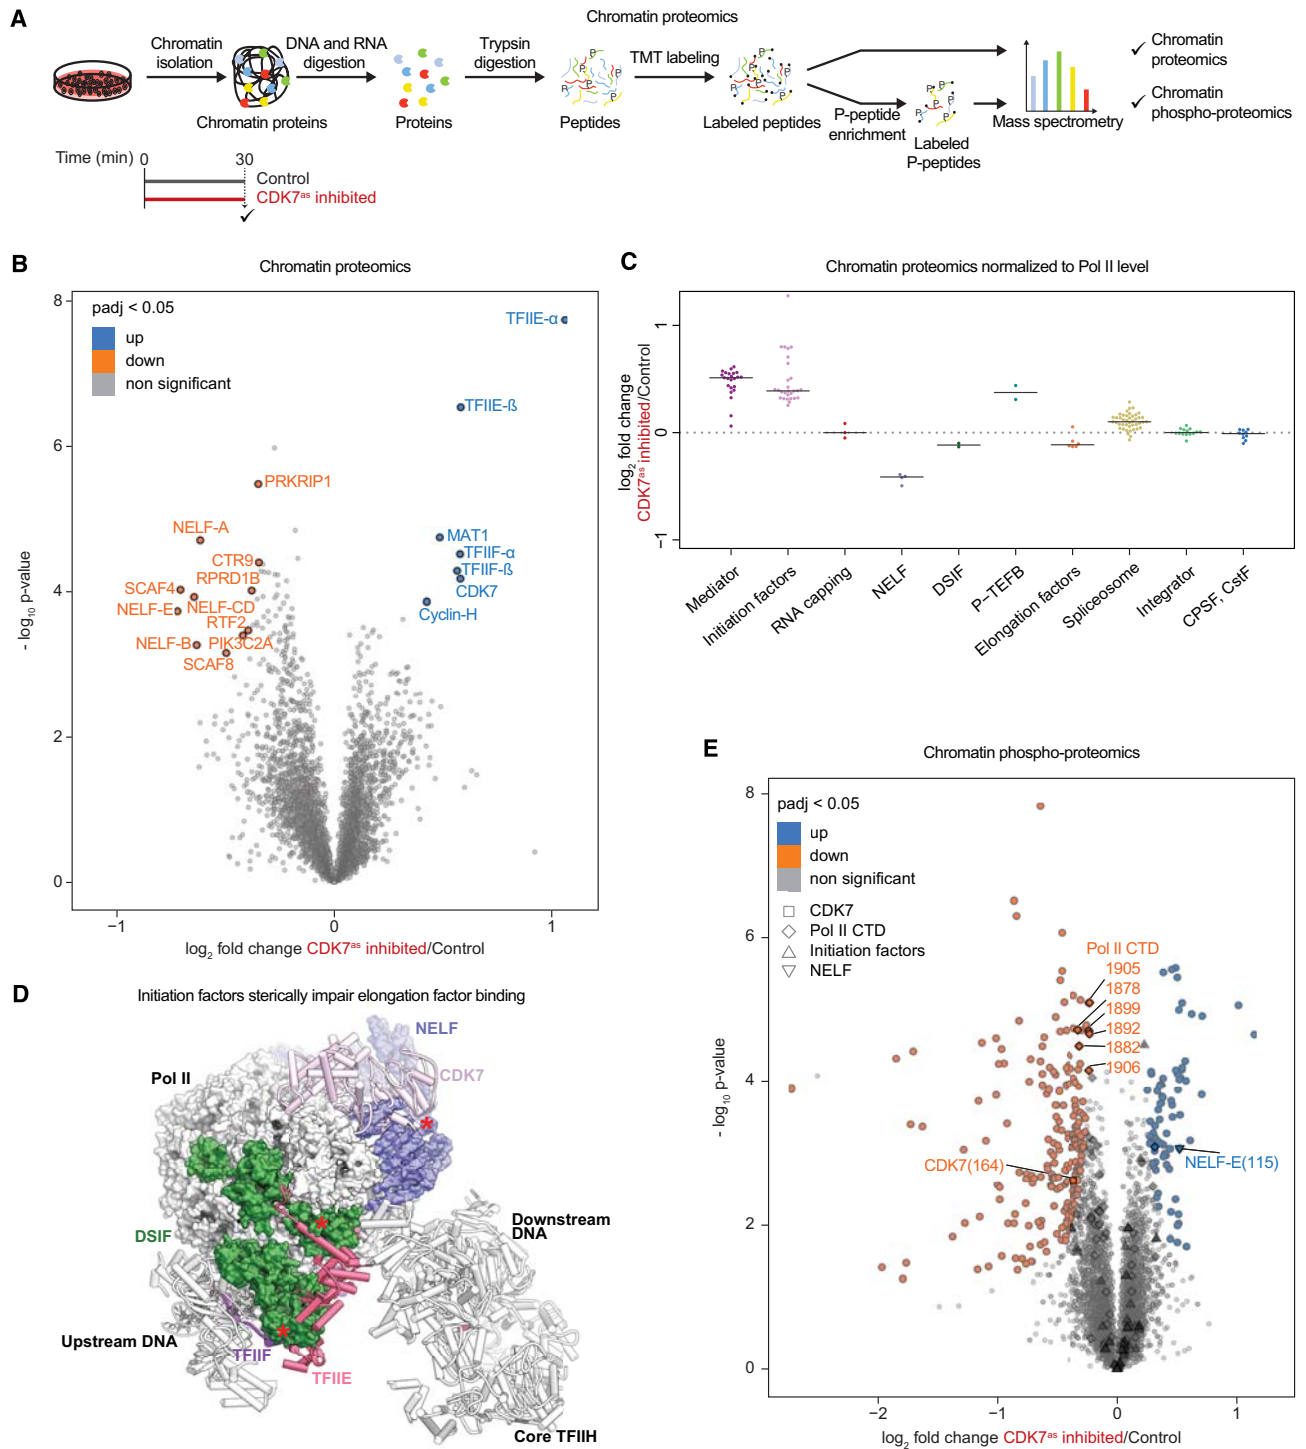 A
Chromatin proteomics
Chromatin
isolation
DNA and RNA
digestion
Trypsin
digestion
TMT labeling
P-peptide
enrichment
Chromatin proteins
Proteins
Peptides
Labeled peptides
Labeled
P-peptides
Mass spectrometry
✓ Chromatin
proteomics
✓ Chromatin
phospho-proteomics
P
P
P
P
P
P
P
P
P
Time (min) 0 30
Control
CDK7as inhibited
✓
B
Chromatin proteomics
padj < 0.05
up
down
non significant
TFIIE-α
TFIIE-ß
PRKRIP1
NELF-A
MAT1
CTR9
TFIIF-α
RPRD1B
TFIIF-ß
SCAF4
CDK7
NELF-E
NELF-CD
Cyclin-H
RTF2
NELF-B
PIK3C2A
SCAF8
8
6
4
2
0
- log10 p-value
−1 0 1
log2 fold change CDK7as inhibited/Control
C
Chromatin proteomics normalized to Pol II level
log2 fold change
CDK7as inhibited/Control
1
0
−1
Mediator
Initiation factors
RNA capping
NELF
DSIF
P−TEFB
Elongation factors
Spliceosome
Integrator
CPSF, CstF
D
Initiation factors sterically impair elongation factor binding
NELF
Pol II
CDK7
*
*
DSIF
Downstream
DNA
Upstream DNA
*
TFIIF
TFIIE
Core TFIIH
E
Chromatin phospho-proteomics
padj < 0.05
up
down
non significant
CDK7
Pol II CTD
Initiation factors
NELF
Pol II CTD
1905
1878
1899
1892
1882
1906
CDK7(164)
NELF-E(115)
8
6
4
2
0
- log10 p-value
−2 −1 0 1
log2 fold change CDK7as inhibited/Control